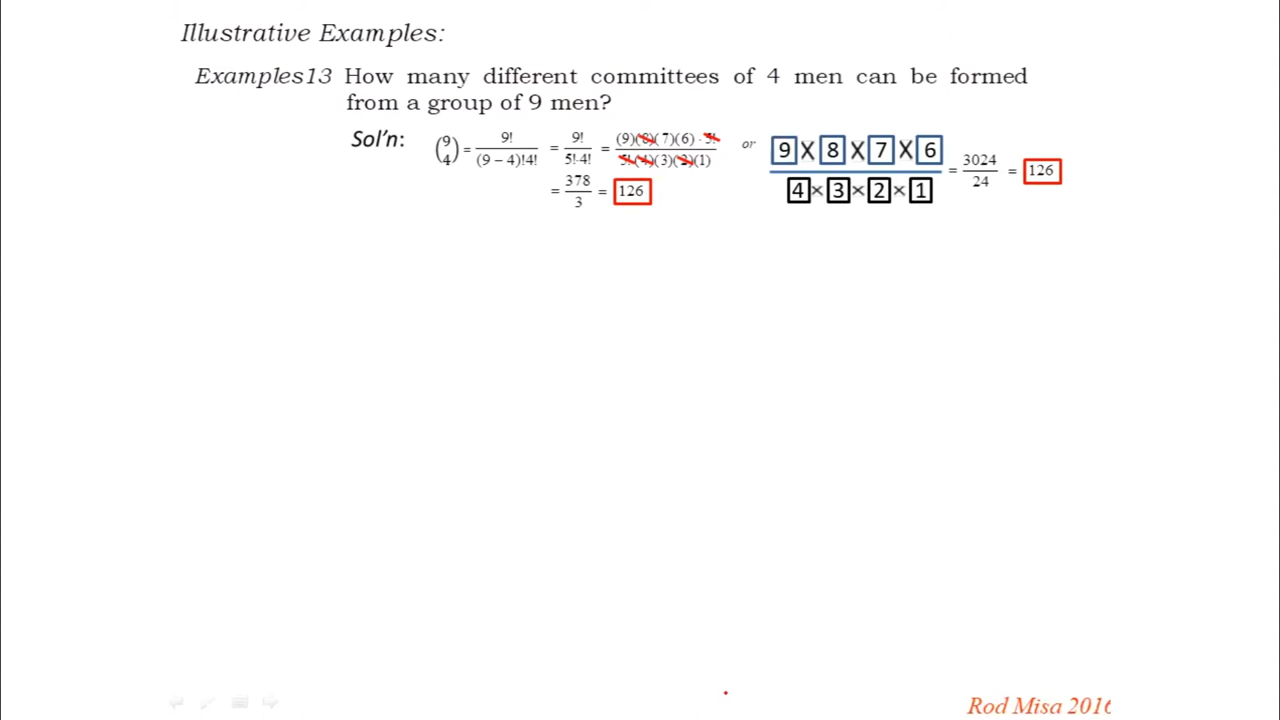 Illustrative Examples:
Examples13 How many different committees of 4 men can be formed
from a group of 9 men?
Sol'n: (9 4) = 9!/(9 − 4)!4! = 9!/5!·4! = (9)(8)(7)(6)·5!/5!(4)(3)(2)(1) or 9 X 8 X 7 X 6 / 4 × 3 × 2 × 1 = 3024/24 = 126
= 378/3 = 126
Rod Misa 2016